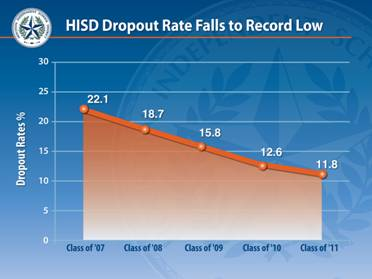 HISD Dropout Rate Falls to Record Low
Dropout Rates %
30
25
20
15
10
5
0
22.1
18.7
15.8
12.6
11.8
Class of '07
Class of '08
Class of '09
Class of '10
Class of '11